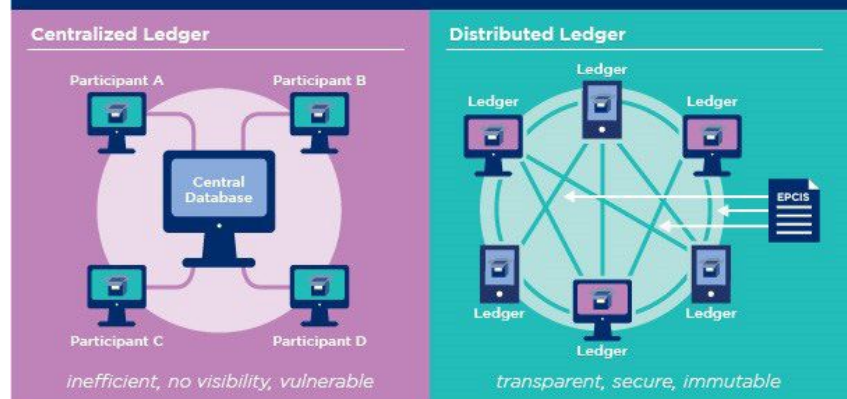 Centralized Ledger
Participant A
Participant B
Central
Database
Participant C
Participant D
inefficient, no visibility, vulnerable
Distributed Ledger
Ledger
Ledger
Ledger
EPCIS
Ledger
Ledger
Ledger
transparent, secure, immutable